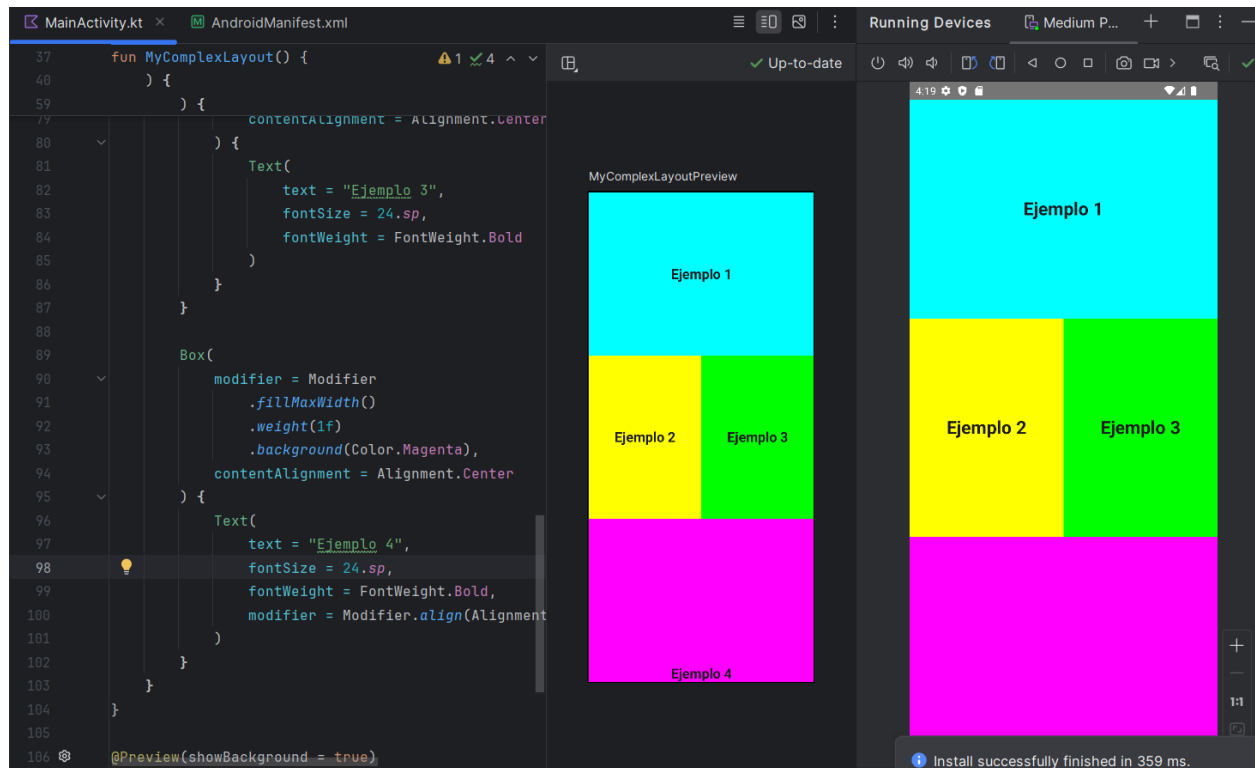 MainActivity.kt
AndroidManifest.xml
Running Devices
Medium P...
37 fun MyComplexLayout() {
1 4
Up-to-date
40 ) {
59 ) {
79 contentAlignment = Alignment.Center
80 ) {
81 Text(
82 text = "Ejemplo 3",
83 fontSize = 24.sp,
84 fontWeight = FontWeight.Bold
85 )
86 }
87 }
88
89 Box(
90 modifier = Modifier
91 .fillMaxWidth()
92 .weight(1f)
93 .background(Color.Magenta),
94 contentAlignment = Alignment.Center
95 ) {
96 Text(
97 text = "Ejemplo 4",
98 fontSize = 24.sp,
99 fontWeight = FontWeight.Bold,
100 modifier = Modifier.align(Alignment
101 )
102 }
103 }
104 }
105
106 @Preview(showBackground = true)
MyComplexLayoutPreview
Ejemplo 1
Ejemplo 2 Ejemplo 3
Ejemplo 4
4:19
Ejemplo 1
Ejemplo 2 Ejemplo 3
1:1
Install successfully finished in 359 ms.